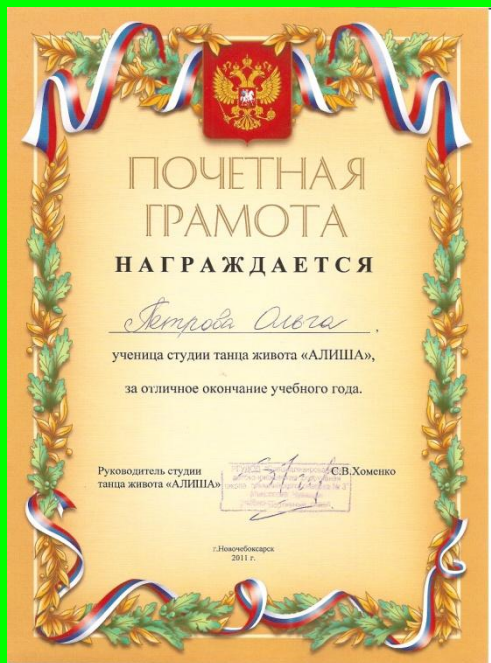 ПОЧЕТНАЯ
ГРАМОТА
НАГРАЖДАЕТСЯ
Петрова Ольга,
ученица студии танца живота «АЛИША»,
за отличное окончание учебного года.
Руководитель студии С.В.Хоменко
танца живота «АЛИША»
г.Новочебоксарск
2011 г.